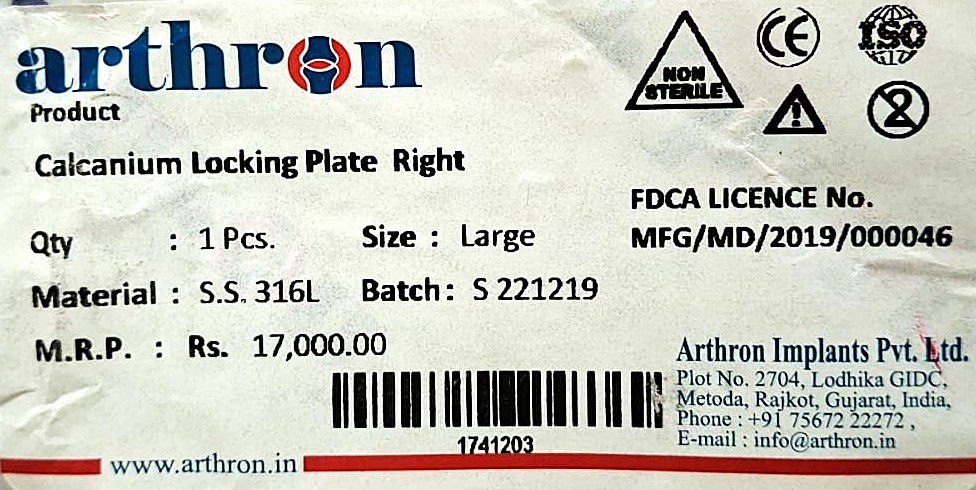 arthron
Product
Calcanium Locking Plate Right
Qty : 1 Pcs. Size : Large
Material : S.S. 316L Batch : S 221219
M.R.P. : Rs. 17,000.00
1741203
www.arthron.in
NON
STERILE
CE
ISO
2
FDCA LICENCE No.
MFG/MD/2019/000046
Arthron Implants Pvt. Ltd.
Plot No. 2704, Lodhika GIDC,
Metoda, Rajkot, Gujarat, India,
Phone : +91 75672 22272 ,
E-mail : info@arthron.in